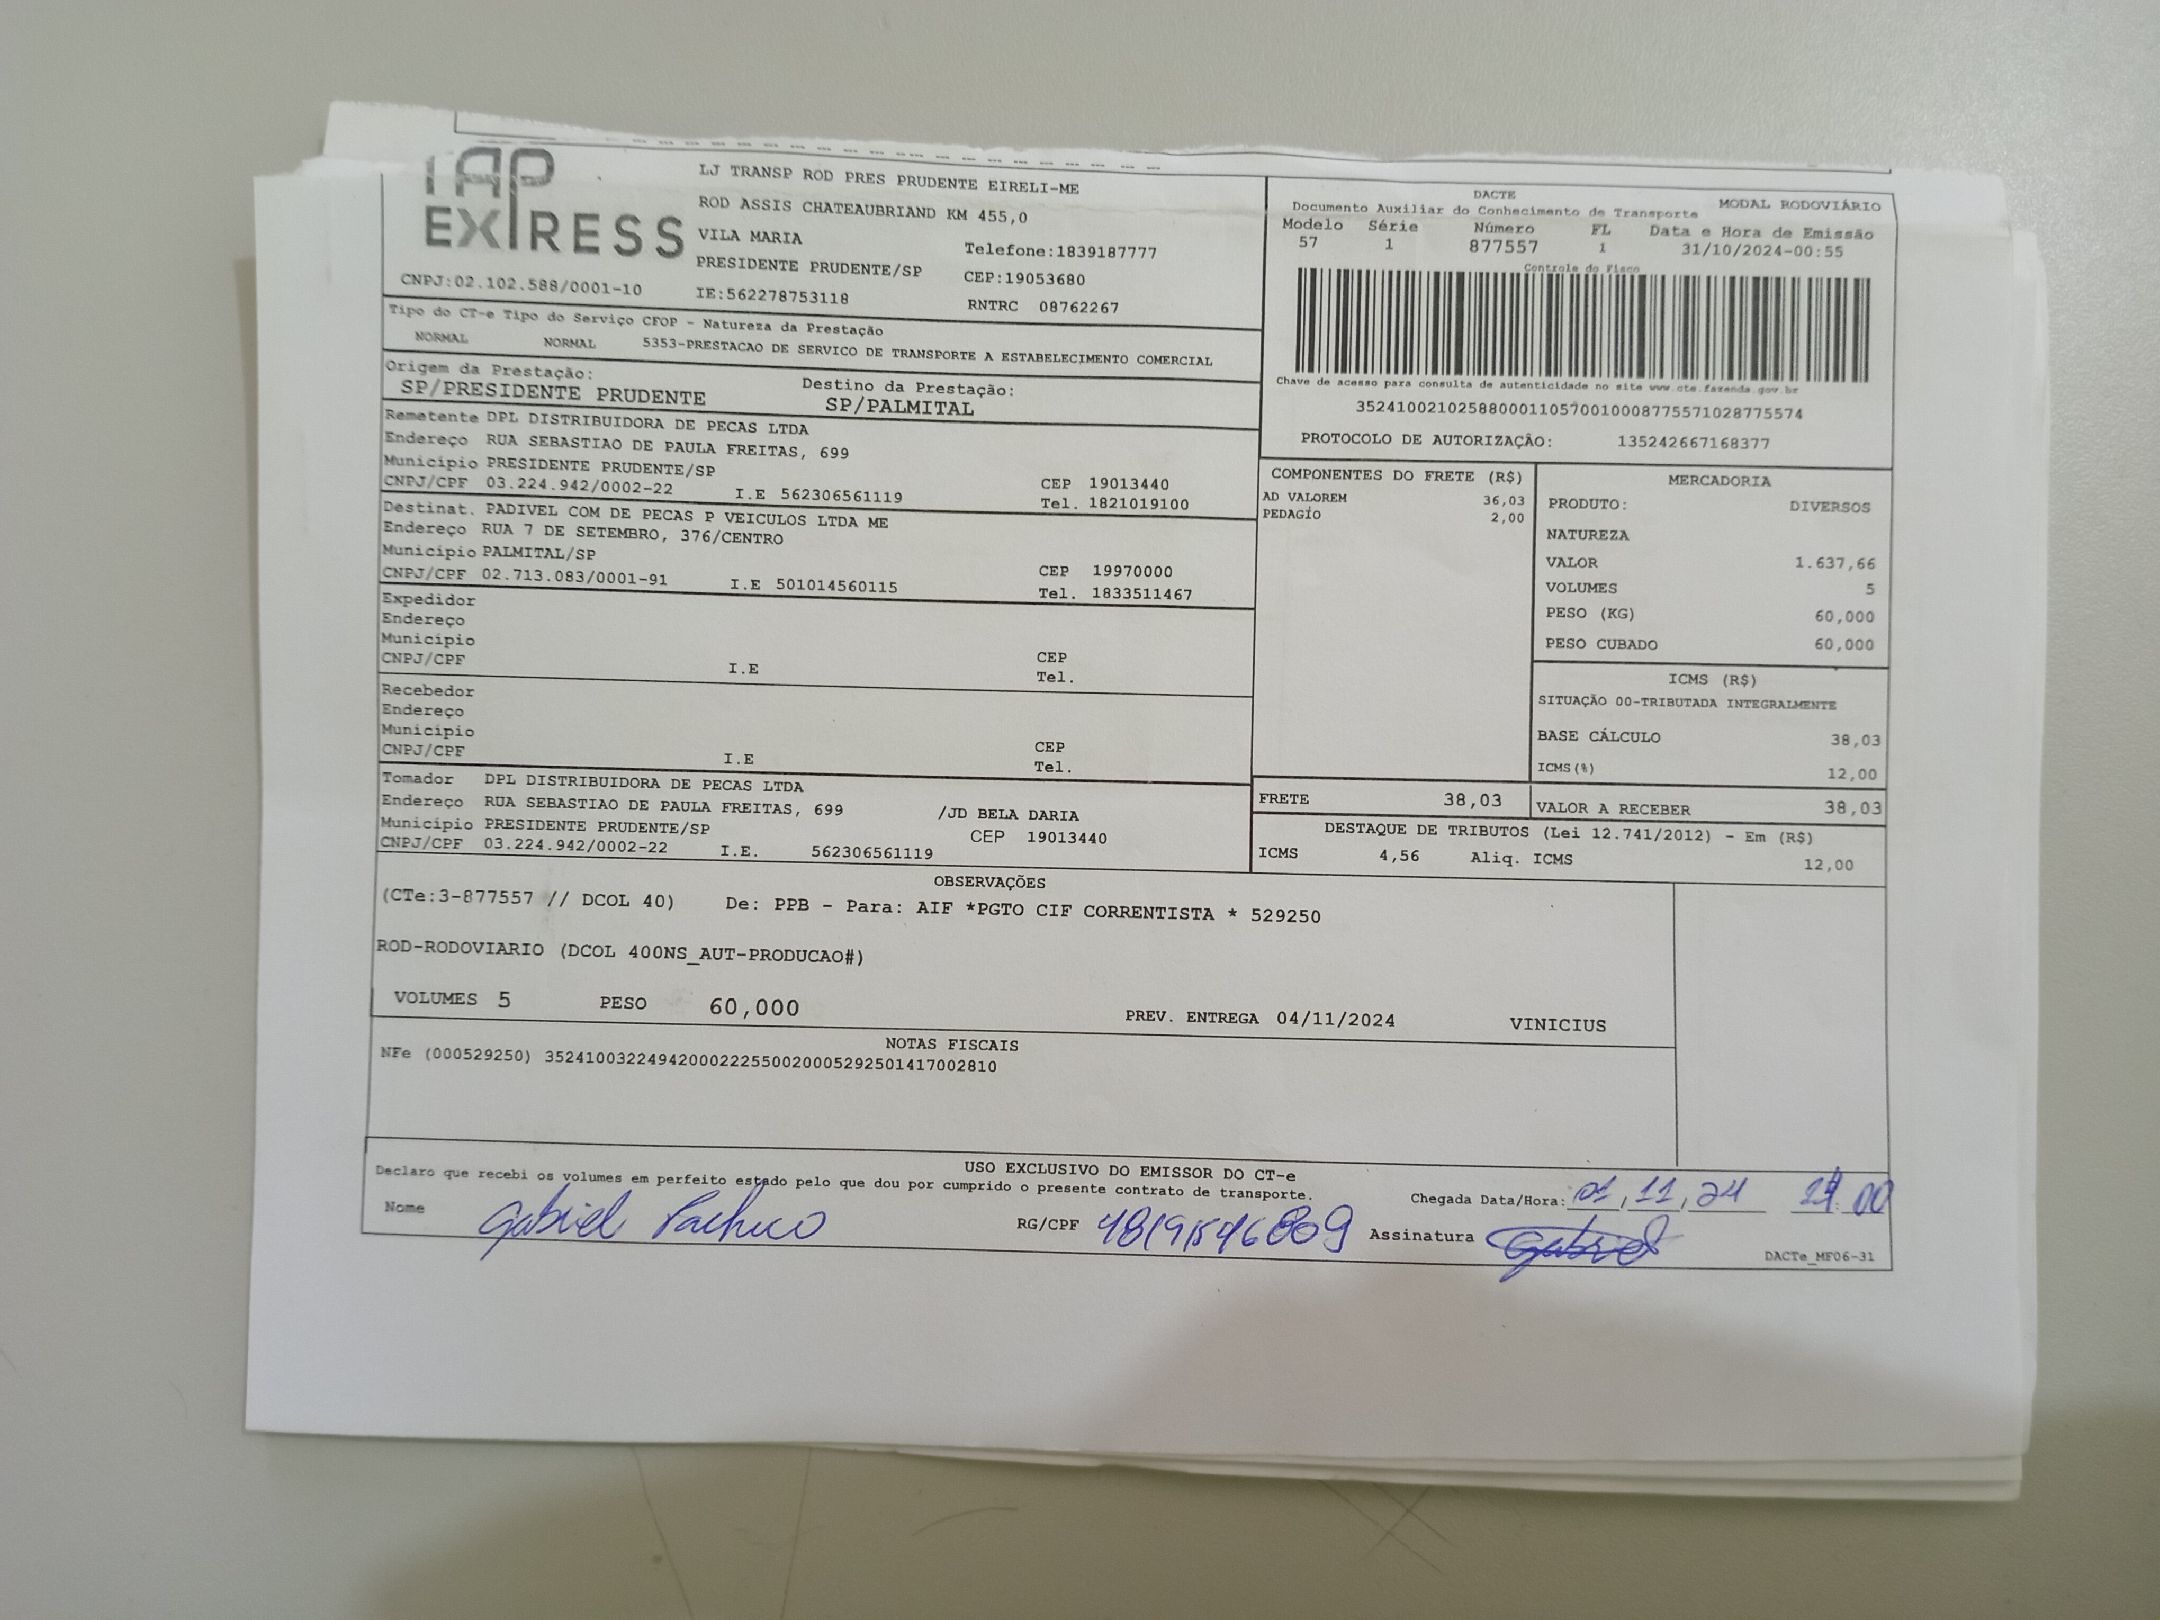 TAP
EXPRESS
LJ TRANSP ROD PRES PRUDENTE EIRELI-ME
ROD ASSIS CHATEAUBRIAND KM 455,0
VILA MARIA
Telefone:1839187777
PRESIDENTE PRUDENTE/SP
CEP:19053680
CNPJ:02.102.588/0001-10
IE:562278753118
RNTRC 08762267
DACTE
MODAL RODOVIÁRIO
Documento Auxiliar do Conhecimento de Transporte
Modelo Série Número FL Data e Hora de Emissão
57 1 877557 1 31/10/2024-00:55
Controle do Fisco
Chave de acesso para consulta de autenticidade no site www.cte.fazenda.gov.br
35241002102588000110570010008775571028775574
PROTOCOLO DE AUTORIZAÇÃO: 135242667168377
Tipo do CT-e Tipo do Serviço CFOP - Natureza da Prestação
NORMAL NORMAL 5353-PRESTACAO DE SERVICO DE TRANSPORTE A ESTABELECIMENTO COMERCIAL
Origem da Prestação: Destino da Prestação:
SP/PRESIDENTE PRUDENTE SP/PALMITAL
Remetente DPL DISTRIBUIDORA DE PECAS LTDA
Endereço RUA SEBASTIAO DE PAULA FREITAS, 699
Município PRESIDENTE PRUDENTE/SP CEP 19013440
CNPJ/CPF 03.224.942/0002-22 I.E 562306561119 Tel. 1821019100
Destinat. PADIVEL COM DE PECAS P VEICULOS LTDA ME
Endereço RUA 7 DE SETEMBRO, 376/CENTRO
Município PALMITAL/SP CEP 19970000
CNPJ/CPF 02.713.083/0001-91 I.E 501014560115 Tel. 1833511467
Expedidor
Endereço
Município CEP
CNPJ/CPF I.E Tel.
Recebedor
Endereço
Município CEP
CNPJ/CPF I.E Tel.
Tomador DPL DISTRIBUIDORA DE PECAS LTDA
Endereço RUA SEBASTIAO DE PAULA FREITAS, 699 /JD BELA DARIA
Município PRESIDENTE PRUDENTE/SP CEP 19013440
CNPJ/CPF 03.224.942/0002-22 I.E. 562306561119
COMPONENTES DO FRETE (R$)
AD VALOREM 36,03
PEDAGIO 2,00
MERCADORIA
PRODUTO: DIVERSOS
NATUREZA
VALOR 1.637,66
VOLUMES 5
PESO (KG) 60,000
PESO CUBADO 60,000
ICMS (R$)
SITUAÇÃO 00-TRIBUTADA INTEGRALMENTE
BASE CÁLCULO 38,03
ICMS(%) 12,00
FRETE 38,03 VALOR A RECEBER 38,03
DESTAQUE DE TRIBUTOS (Lei 12.741/2012) - Em (R$)
ICMS 4,56 Aliq. ICMS 12,00
OBSERVAÇÕES
(CTe:3-877557 // DCOL 40) De: PPB - Para: AIF *PGTO CIF CORRENTISTA * 529250
ROD-RODOVIARIO (DCOL 400NS_AUT-PRODUCAO#)
VOLUMES 5 PESO 60,000 PREV. ENTREGA 04/11/2024 VINICIUS
NOTAS FISCAIS
NFe (000529250) 35241003224942000222550020005292501417002810
USO EXCLUSIVO DO EMISSOR DO CT-e
Declaro que recebi os volumes em perfeito estado pelo que dou por cumprido o presente contrato de transporte.
Chegada Data/Hora: 01,11,24
Nome Gabriel Pacheco RG/CPF Assinatura Gabriel
DACTe_MF06-31